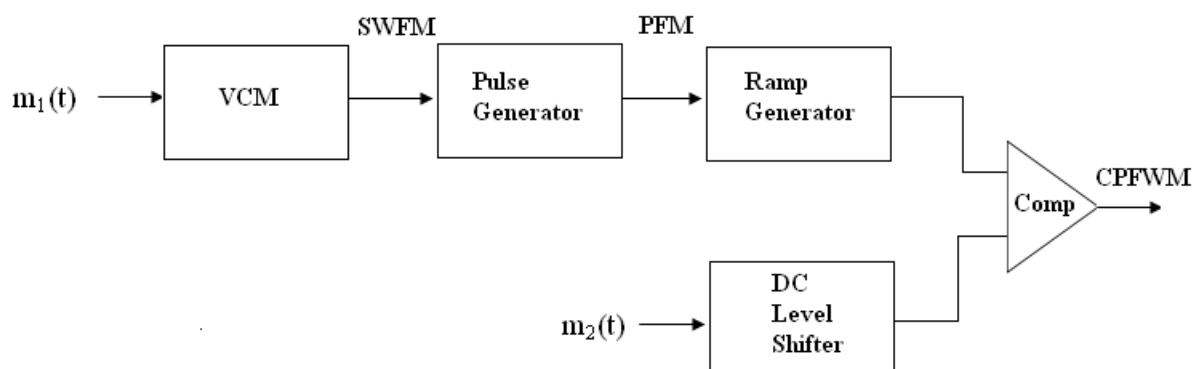 SWFM
PFM
m₁(t)
VCM
Pulse
Generator
Ramp
Generator
CPFWM
Comp
m₂(t)
DC
Level
Shifter